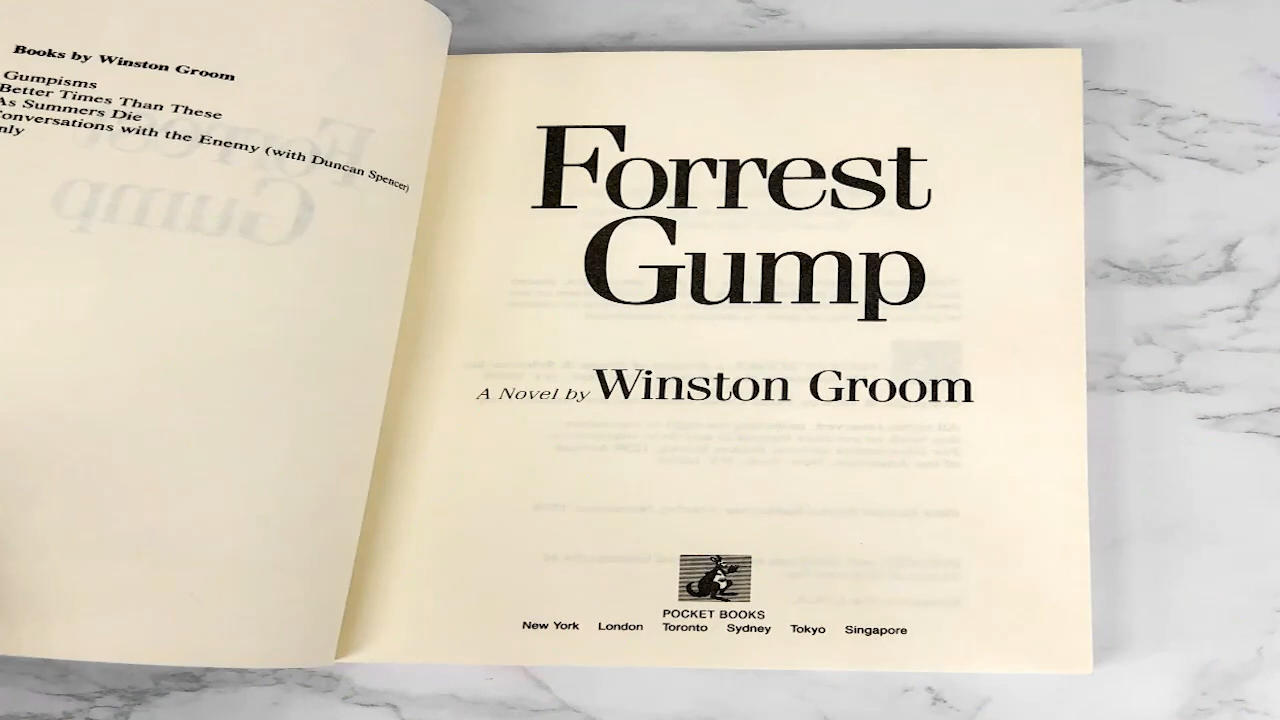 Books by Winston Groom
Gumpisms
Better Times Than These
As Summers Die
Conversations with the Enemy (with Duncan Spencer)
Forrest
Gump
A Novel by Winston Groom
POCKET BOOKS
New York London Toronto Sydney Tokyo Singapore